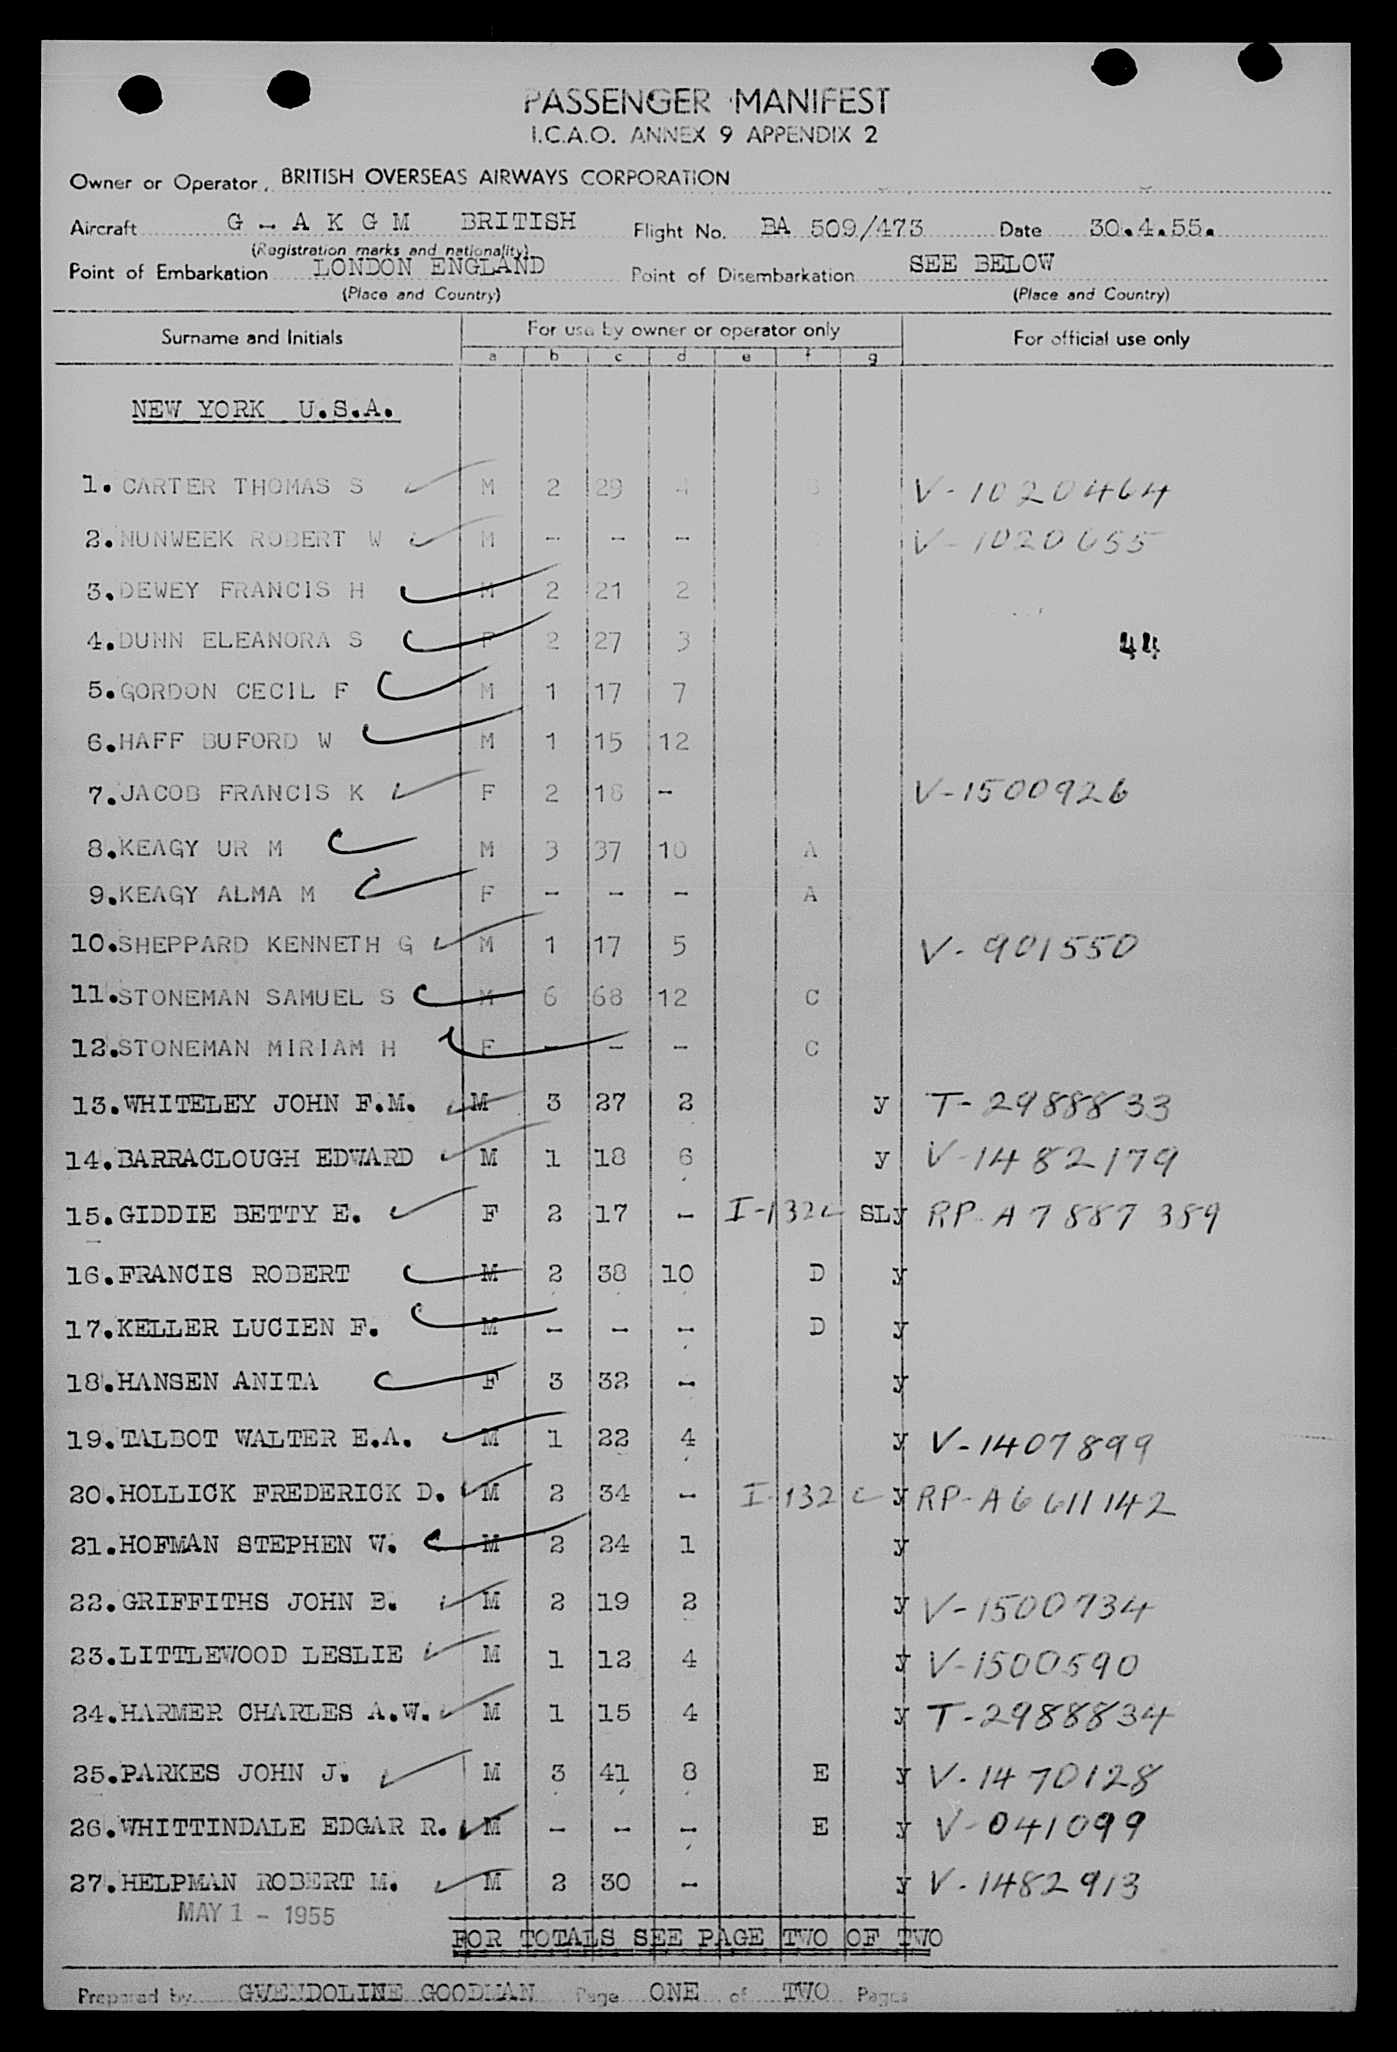 PASSENGER MANIFEST
I.C.A.O. ANNEX 9 APPENDIX 2
Owner or Operator BRITISH OVERSEAS AIRWAYS CORPORATION
Aircraft G - A K G M BRITISH Flight No. BA 509/473 Date 30.4.55.
(Registration marks and nationality)
Point of Embarkation LONDON ENGLAND Point of Disembarkation SEE BELOW
(Place and Country) (Place and Country)
Surname and Initials For use by owner or operator only For official use only
a b c d e f g
NEW YORK U.S.A.
1. CARTER THOMAS S M 2 29 4 V-1020464
2. NUNWEEK ROBERT W M - - - V-1020655
3. DEWEY FRANCIS H M 2 21 2
4. DUNN ELEANORA S F 2 27 3 44
5. GORDON CECIL F M 1 17 7
6. HAFF BUFORD W M 1 15 12
7. JACOB FRANCIS K F 2 18 - V-1500926
8. KEAGY UR M M 3 37 10 A
9. KEAGY ALMA M F - - - A
10. SHEPPARD KENNETH G M 1 17 5 V-901550
11. STONEMAN SAMUEL S M 6 68 12 C
12. STONEMAN MIRIAM H F - - - C
13. WHITELEY JOHN F.M. M 3 27 2 y T-2988833
14. BARRACLOUGH EDWARD M 1 18 6 y V-1482179
15. GIDDIE BETTY E. F 2 17 - I-132c SLy RP-A7887389
16. FRANCIS ROBERT M 2 38 10 D y
17. KELLER LUCIEN F. M - - - D y
18. HANSEN ANITA F 3 32 - y
19. TALBOT WALTER E.A. M 1 22 4 y V-1407899
20. HOLLICK FREDERICK D. M 2 34 - I-132c y RP-A6611142
21. HOFMAN STEPHEN W. M 2 24 1 y
22. GRIFFITHS JOHN B. M 2 19 2 y V-1500734
23. LITTLEWOOD LESLIE M 1 12 4 y V-1500590
24. HARMER CHARLES A.W. M 1 15 4 y T-2988834
25. PARKES JOHN J. M 3 41 8 E y V-1470128
26. WHITTINDALE EDGAR R. M - - - E y V-041099
27. HELPMAN ROBERT M. M 2 30 - y V-1482913
MAY 1 - 1955
FOR TOTALS SEE PAGE TWO OF TWO
Prepared by GWENDOLINE GOODMAN Page ONE of TWO Pages